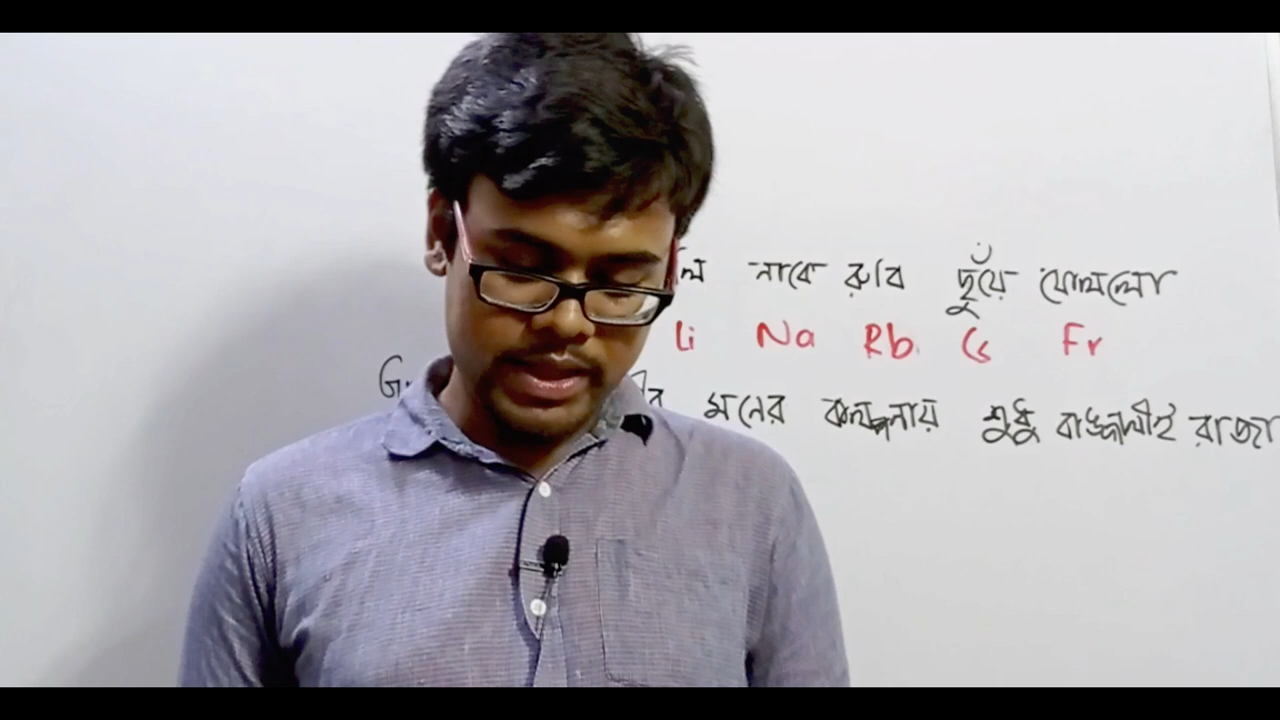 নাকে রুবি ছুঁয়ে ফেললো
Li Na Rb Cs Fr
মনের কল্পনায় শুধু বাঙ্গালীই রাজা